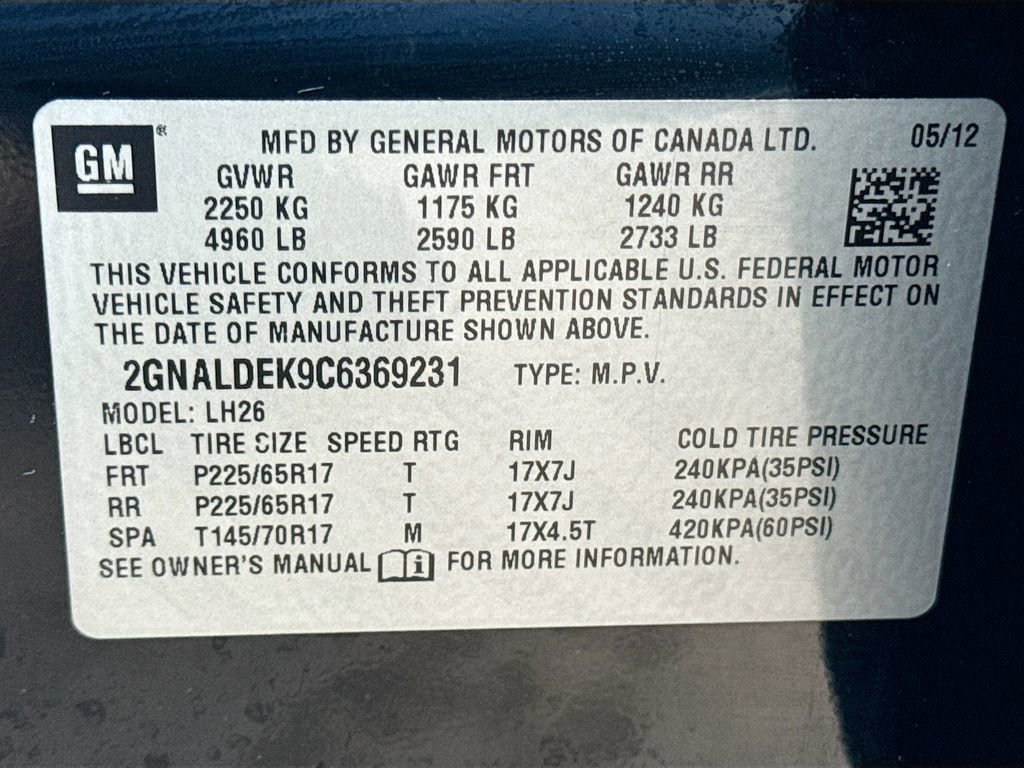 GM® MFD BY GENERAL MOTORS OF CANADA LTD. 05/12
GVWR GAWR FRT GAWR RR
2250 KG 1175 KG 1240 KG
4960 LB 2590 LB 2733 LB
THIS VEHICLE CONFORMS TO ALL APPLICABLE U.S. FEDERAL MOTOR
VEHICLE SAFETY AND THEFT PREVENTION STANDARDS IN EFFECT ON
THE DATE OF MANUFACTURE SHOWN ABOVE.
2GNALDEK9C6369231 TYPE: M.P.V.
MODEL: LH26
LBCL TIRE SIZE SPEED RTG RIM COLD TIRE PRESSURE
FRT P225/65R17 T 17X7J 240KPA(35PSI)
RR P225/65R17 T 17X7J 240KPA(35PSI)
SPA T145/70R17 M 17X4.5T 420KPA(60PSI)
SEE OWNER'S MANUAL i FOR MORE INFORMATION.